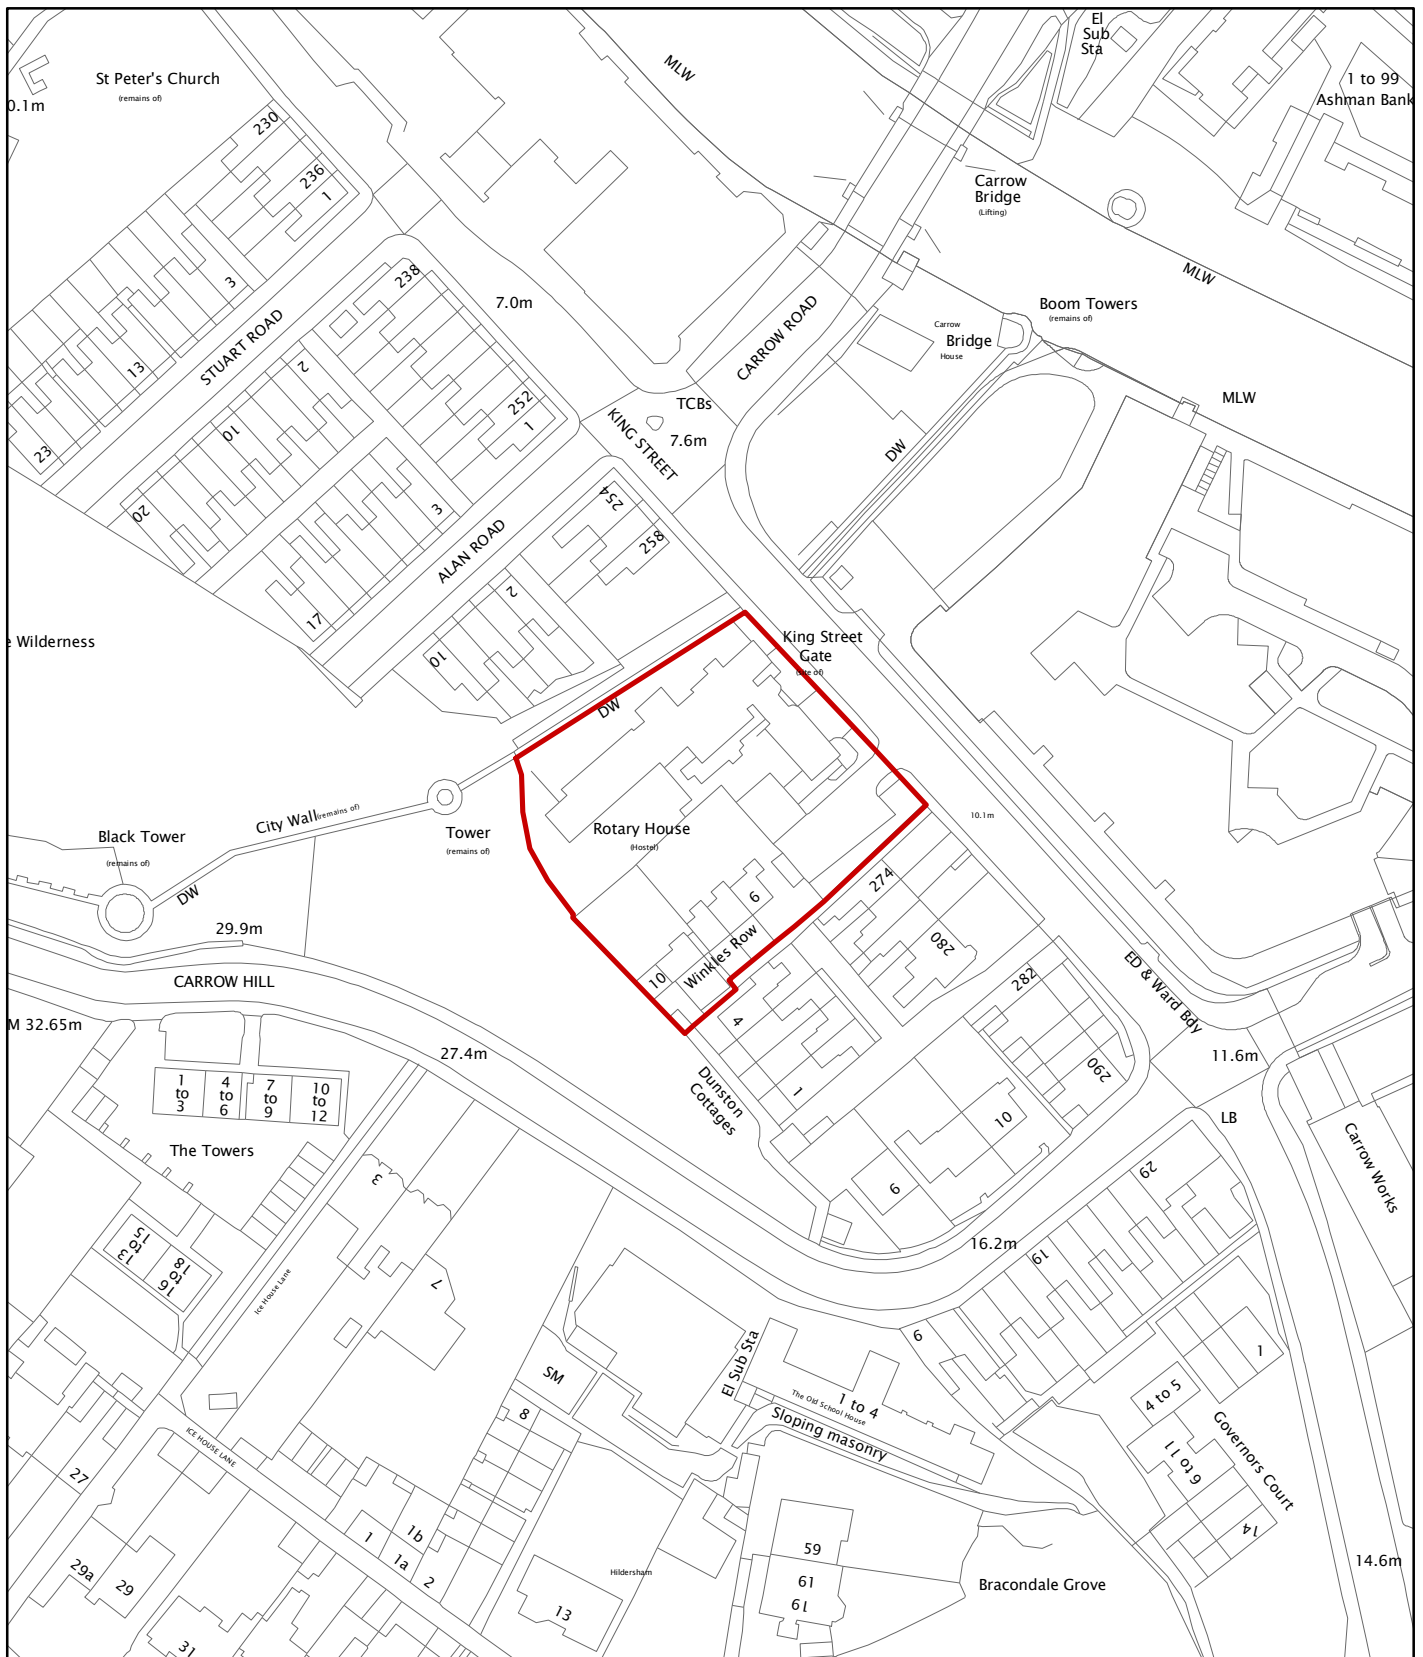 El
Sub
Sta
MLW
St Peter's Church
(remains of)
1 to 99
Ashman Bank
0.1m
230
236
1
Carrow
Bridge
(Lifting)
3
238
7.0m
MLW
Boom Towers
(remains of)
STUART ROAD
CARROW ROAD
Carrow
Bridge
House
13
2
252
1
TCBs
MLW
KING STREET
7.6m
10
23
DW
20
3
254
ALAN ROAD
258
17
2
10
e Wilderness
King Street
Gate
(site of)
DW
City Wall
(remains of)
Black Tower
(remains of)
Tower
(remains of)
Rotary House
(Hostel)
10.1m
DW
274
6
280
29.9m
Winkles Row
10
CARROW HILL
282
ED & Ward Bdy
M 32.65m
4
27.4m
11.6m
290
1
to
3
4
to
6
7
to
9
10
to
12
Dunston
Cottages
1
10
LB
The Towers
Carrow Works
3
29
9
13
to
15
16
to
18
16.2m
19
Ice House Lane
7
6
El Sub Sta
1
SM
1 to 4
The Old School House
4 to 5
Sloping masonry
8
Governors Court
ICE HOUSE LANE
6 to 11
27
14
1
1b
1a
2
59
61
61
29a
29
Hildersham
13
Bracondale Grove
14.6m
31